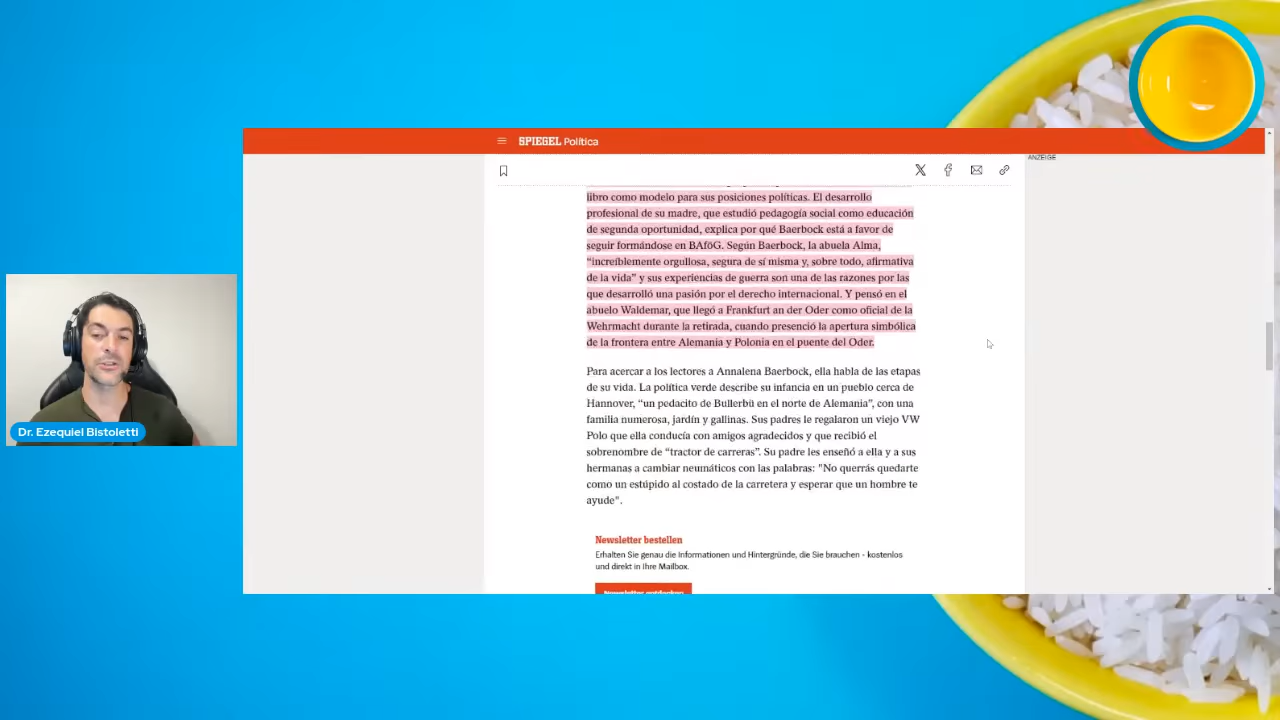 SPIEGEL Política
ANZEIGE
libro como modelo para sus posiciones políticas. El desarrollo
profesional de su madre, que estudió pedagogía social como educación
de segunda oportunidad, explica por qué Baerbock está a favor de
seguir formándose en BAföG. Según Baerbock, la abuela Alma,
“increíblemente orgullosa, segura de sí misma y, sobre todo, afirmativa
de la vida” y sus experiencias de guerra son una de las razones por las
que desarrolló una pasión por el derecho internacional. Y pensó en el
abuelo Waldemar, que llegó a Frankfurt an der Oder como oficial de la
Wehrmacht durante la retirada, cuando presenció la apertura simbólica
de la frontera entre Alemania y Polonia en el puente del Oder.
Para acercar a los lectores a Annalena Baerbock, ella habla de las etapas
de su vida. La política verde describe su infancia en un pueblo cerca de
Hannover, “un pedacito de Bullerbü en el norte de Alemania”, con una
familia numerosa, jardín y gallinas. Sus padres le regalaron un viejo VW
Polo que ella conducía con amigos agradecidos y que recibió el
sobrenombre de “tractor de carreras”. Su padre les enseñó a ella y a sus
hermanas a cambiar neumáticos con las palabras: "No querrás quedarte
como un estúpido al costado de la carretera y esperar que un hombre te
ayude".
Newsletter bestellen
Erhalten Sie genau die Informationen und Hintergründe, die Sie brauchen - kostenlos
und direkt in Ihre Mailbox.
Newsletter entdecken
Dr. Ezequiel Bistoletti